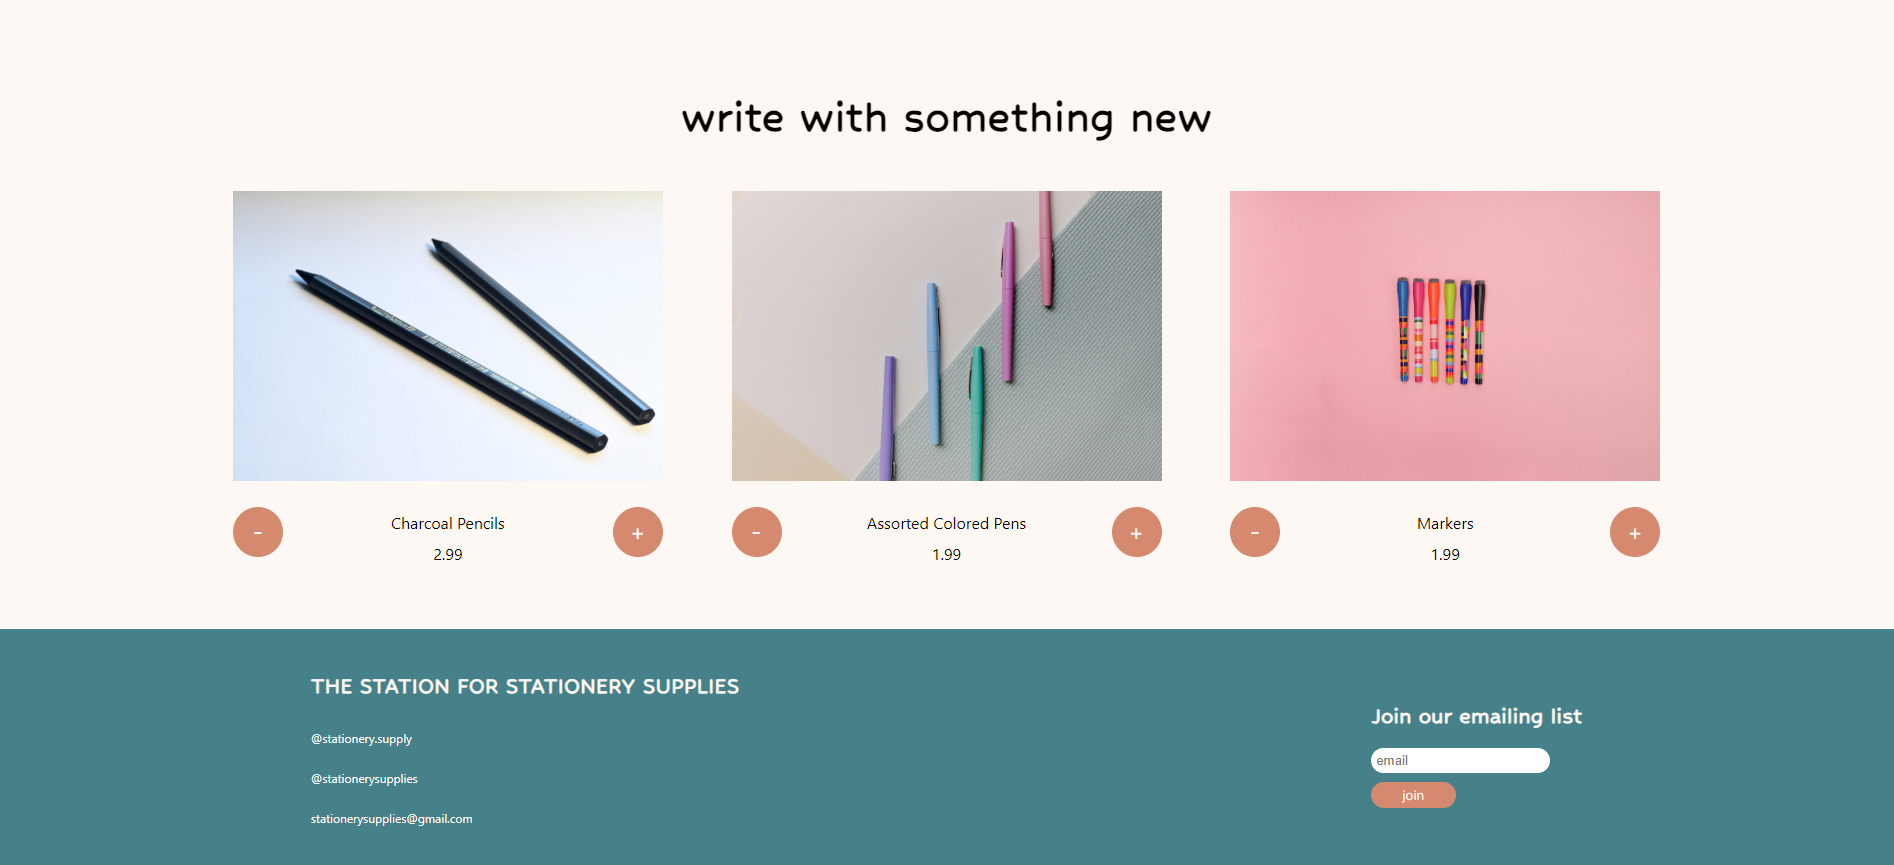 write with something new
-
Charcoal Pencils
+
2.99
-
Assorted Colored Pens
+
1.99
-
Markers
+
1.99
THE STATION FOR STATIONERY SUPPLIES
@stationery.supply
@stationerysupplies
stationerysupplies@gmail.com
Join our emailing list
email
join